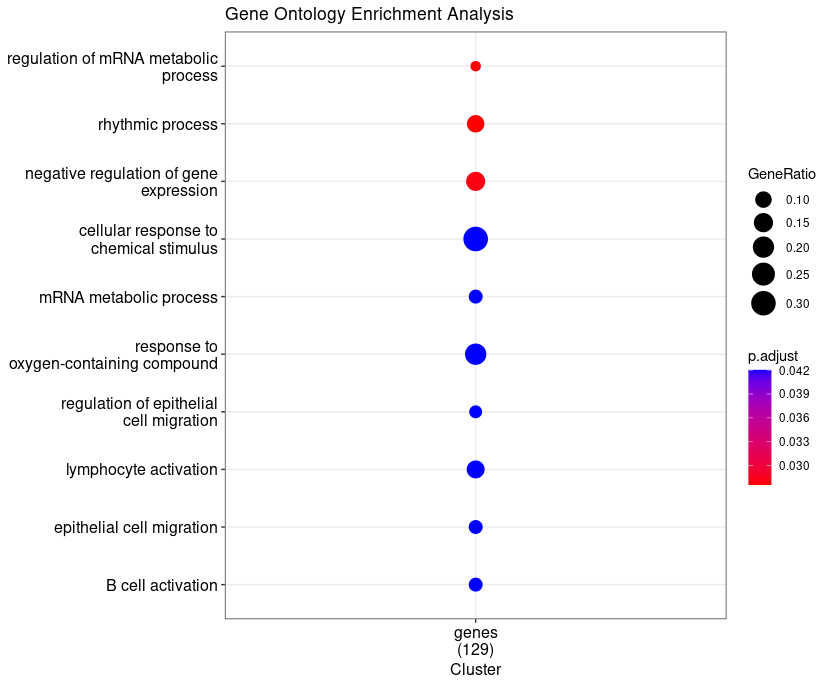 Gene Ontology Enrichment Analysis
regulation of mRNA metabolic
process
rhythmic process
negative regulation of gene
expression
cellular response to
chemical stimulus
mRNA metabolic process
response to
oxygen-containing compound
regulation of epithelial
cell migration
lymphocyte activation
epithelial cell migration
B cell activation
genes
(129)
Cluster
GeneRatio
0.10
0.15
0.20
0.25
0.30
p.adjust
0.042
0.039
0.036
0.033
0.030